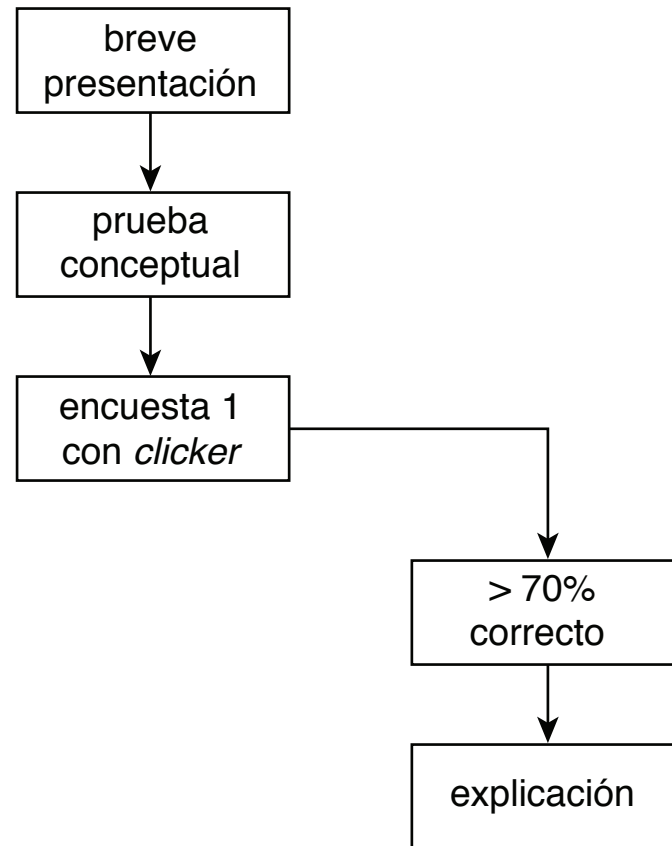 breve
presentación
prueba
conceptual
encuesta 1
con clicker
> 70%
correcto
explicación